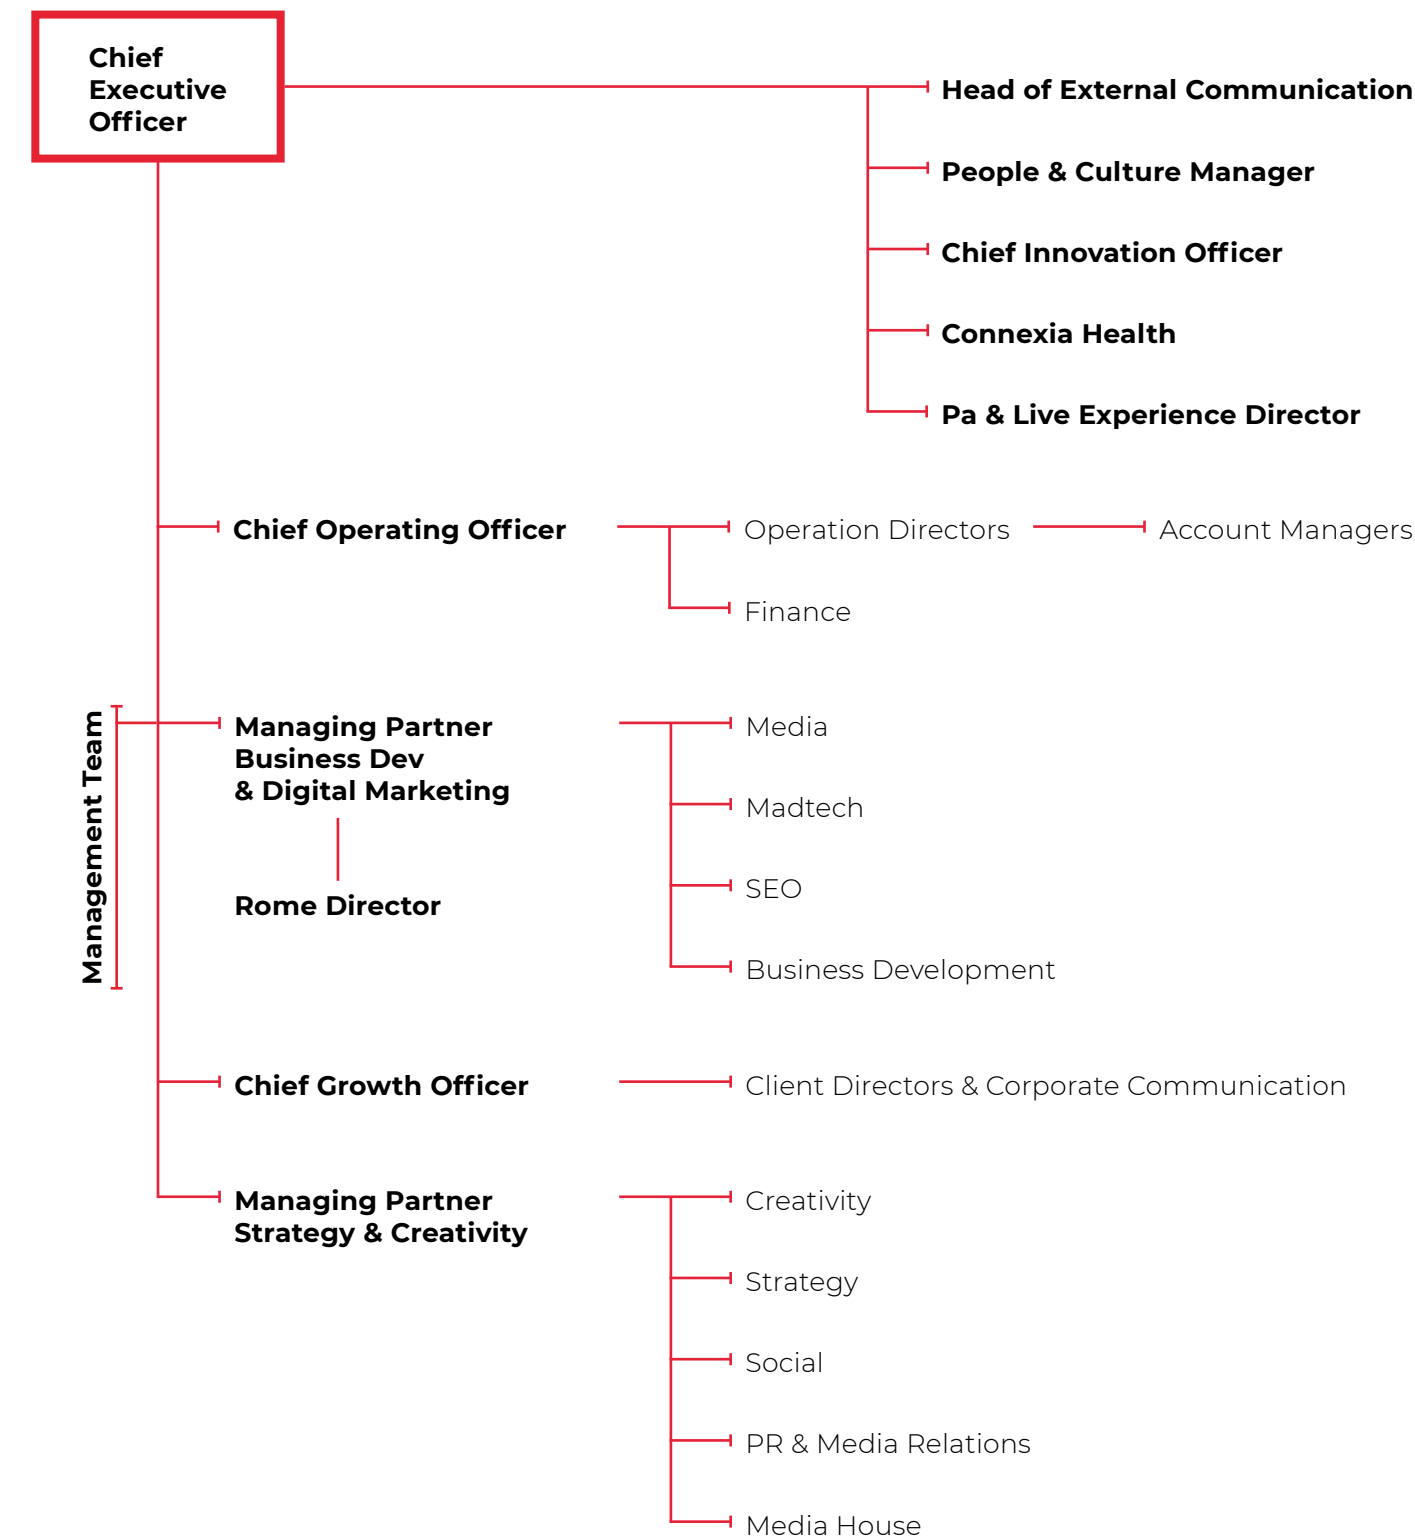 Chief
Executive
Officer
Head of External Communication
People & Culture Manager
Chief Innovation Officer
Connexia Health
Pa & Live Experience Director
Chief Operating Officer
Operation Directors
Account Managers
Finance
Management Team
Managing Partner
Business Dev
& Digital Marketing
Rome Director
Media
Madtech
SEO
Business Development
Chief Growth Officer
Client Directors & Corporate Communication
Managing Partner
Strategy & Creativity
Creativity
Strategy
Social
PR & Media Relations
Media House